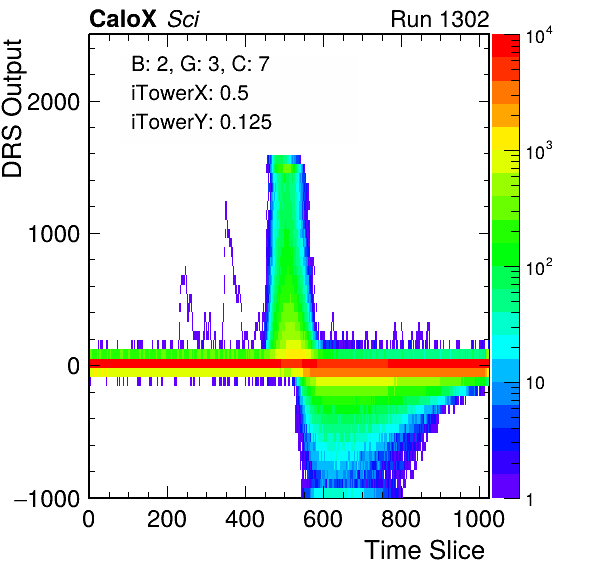 CaloX Sci
Run 1302
B: 2, G: 3, C: 7
iTowerX: 0.5
iTowerY: 0.125
DRS Output
2000
1000
0
−1000
0 200 400 600 800 1000
Time Slice
10⁴
10³
10²
10
1